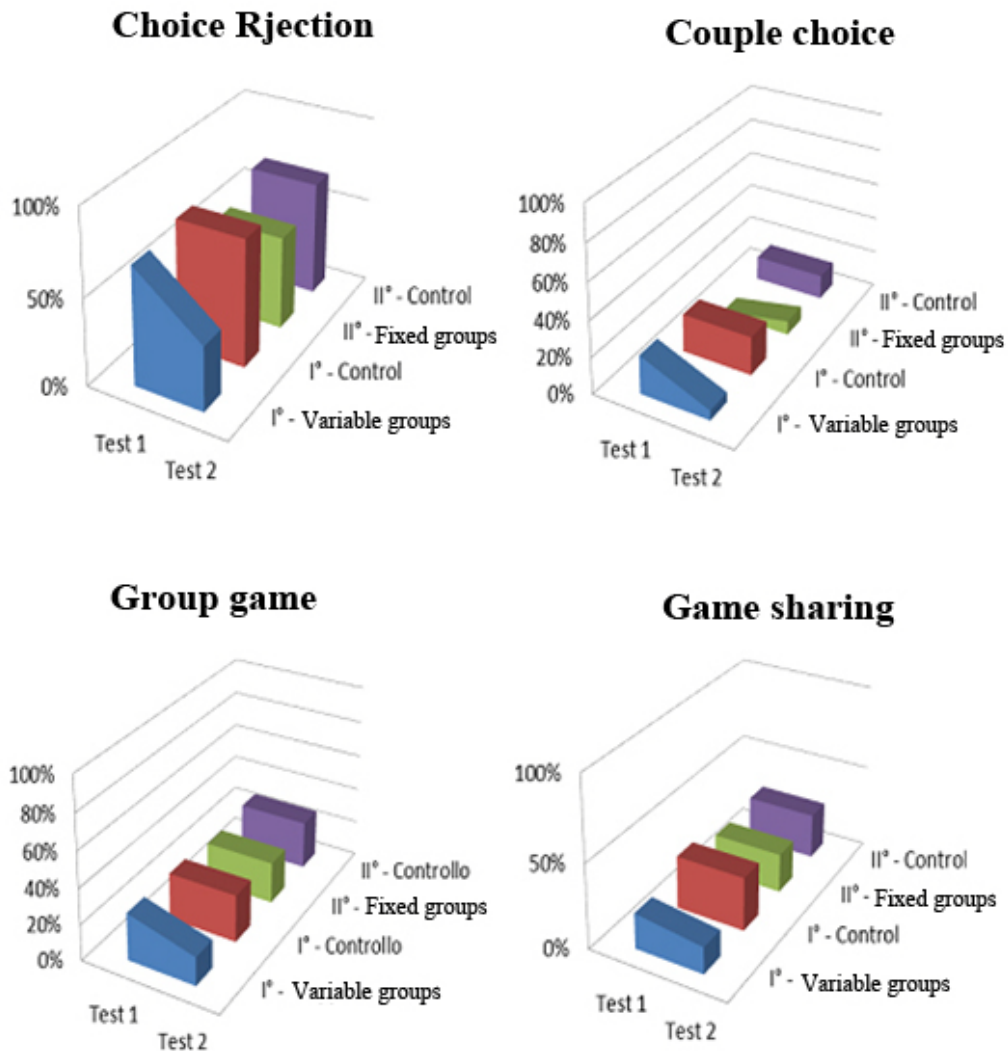 Choice Rjection
100%
50%
0%
Test 1
Test 2
II° - Control
II° - Fixed groups
I° - Control
I° - Variable groups
Couple choice
100%
80%
60%
40%
20%
0%
Test 1
Test 2
II° - Control
II° - Fixed groups
I° - Control
I° - Variable groups
Group game
100%
80%
60%
40%
20%
0%
Test 1
Test 2
II° - Controllo
II° - Fixed groups
I° - Controllo
I° - Variable groups
Game sharing
100%
50%
0%
Test 1
Test 2
II° - Control
II° - Fixed groups
I° - Control
I° - Variable groups